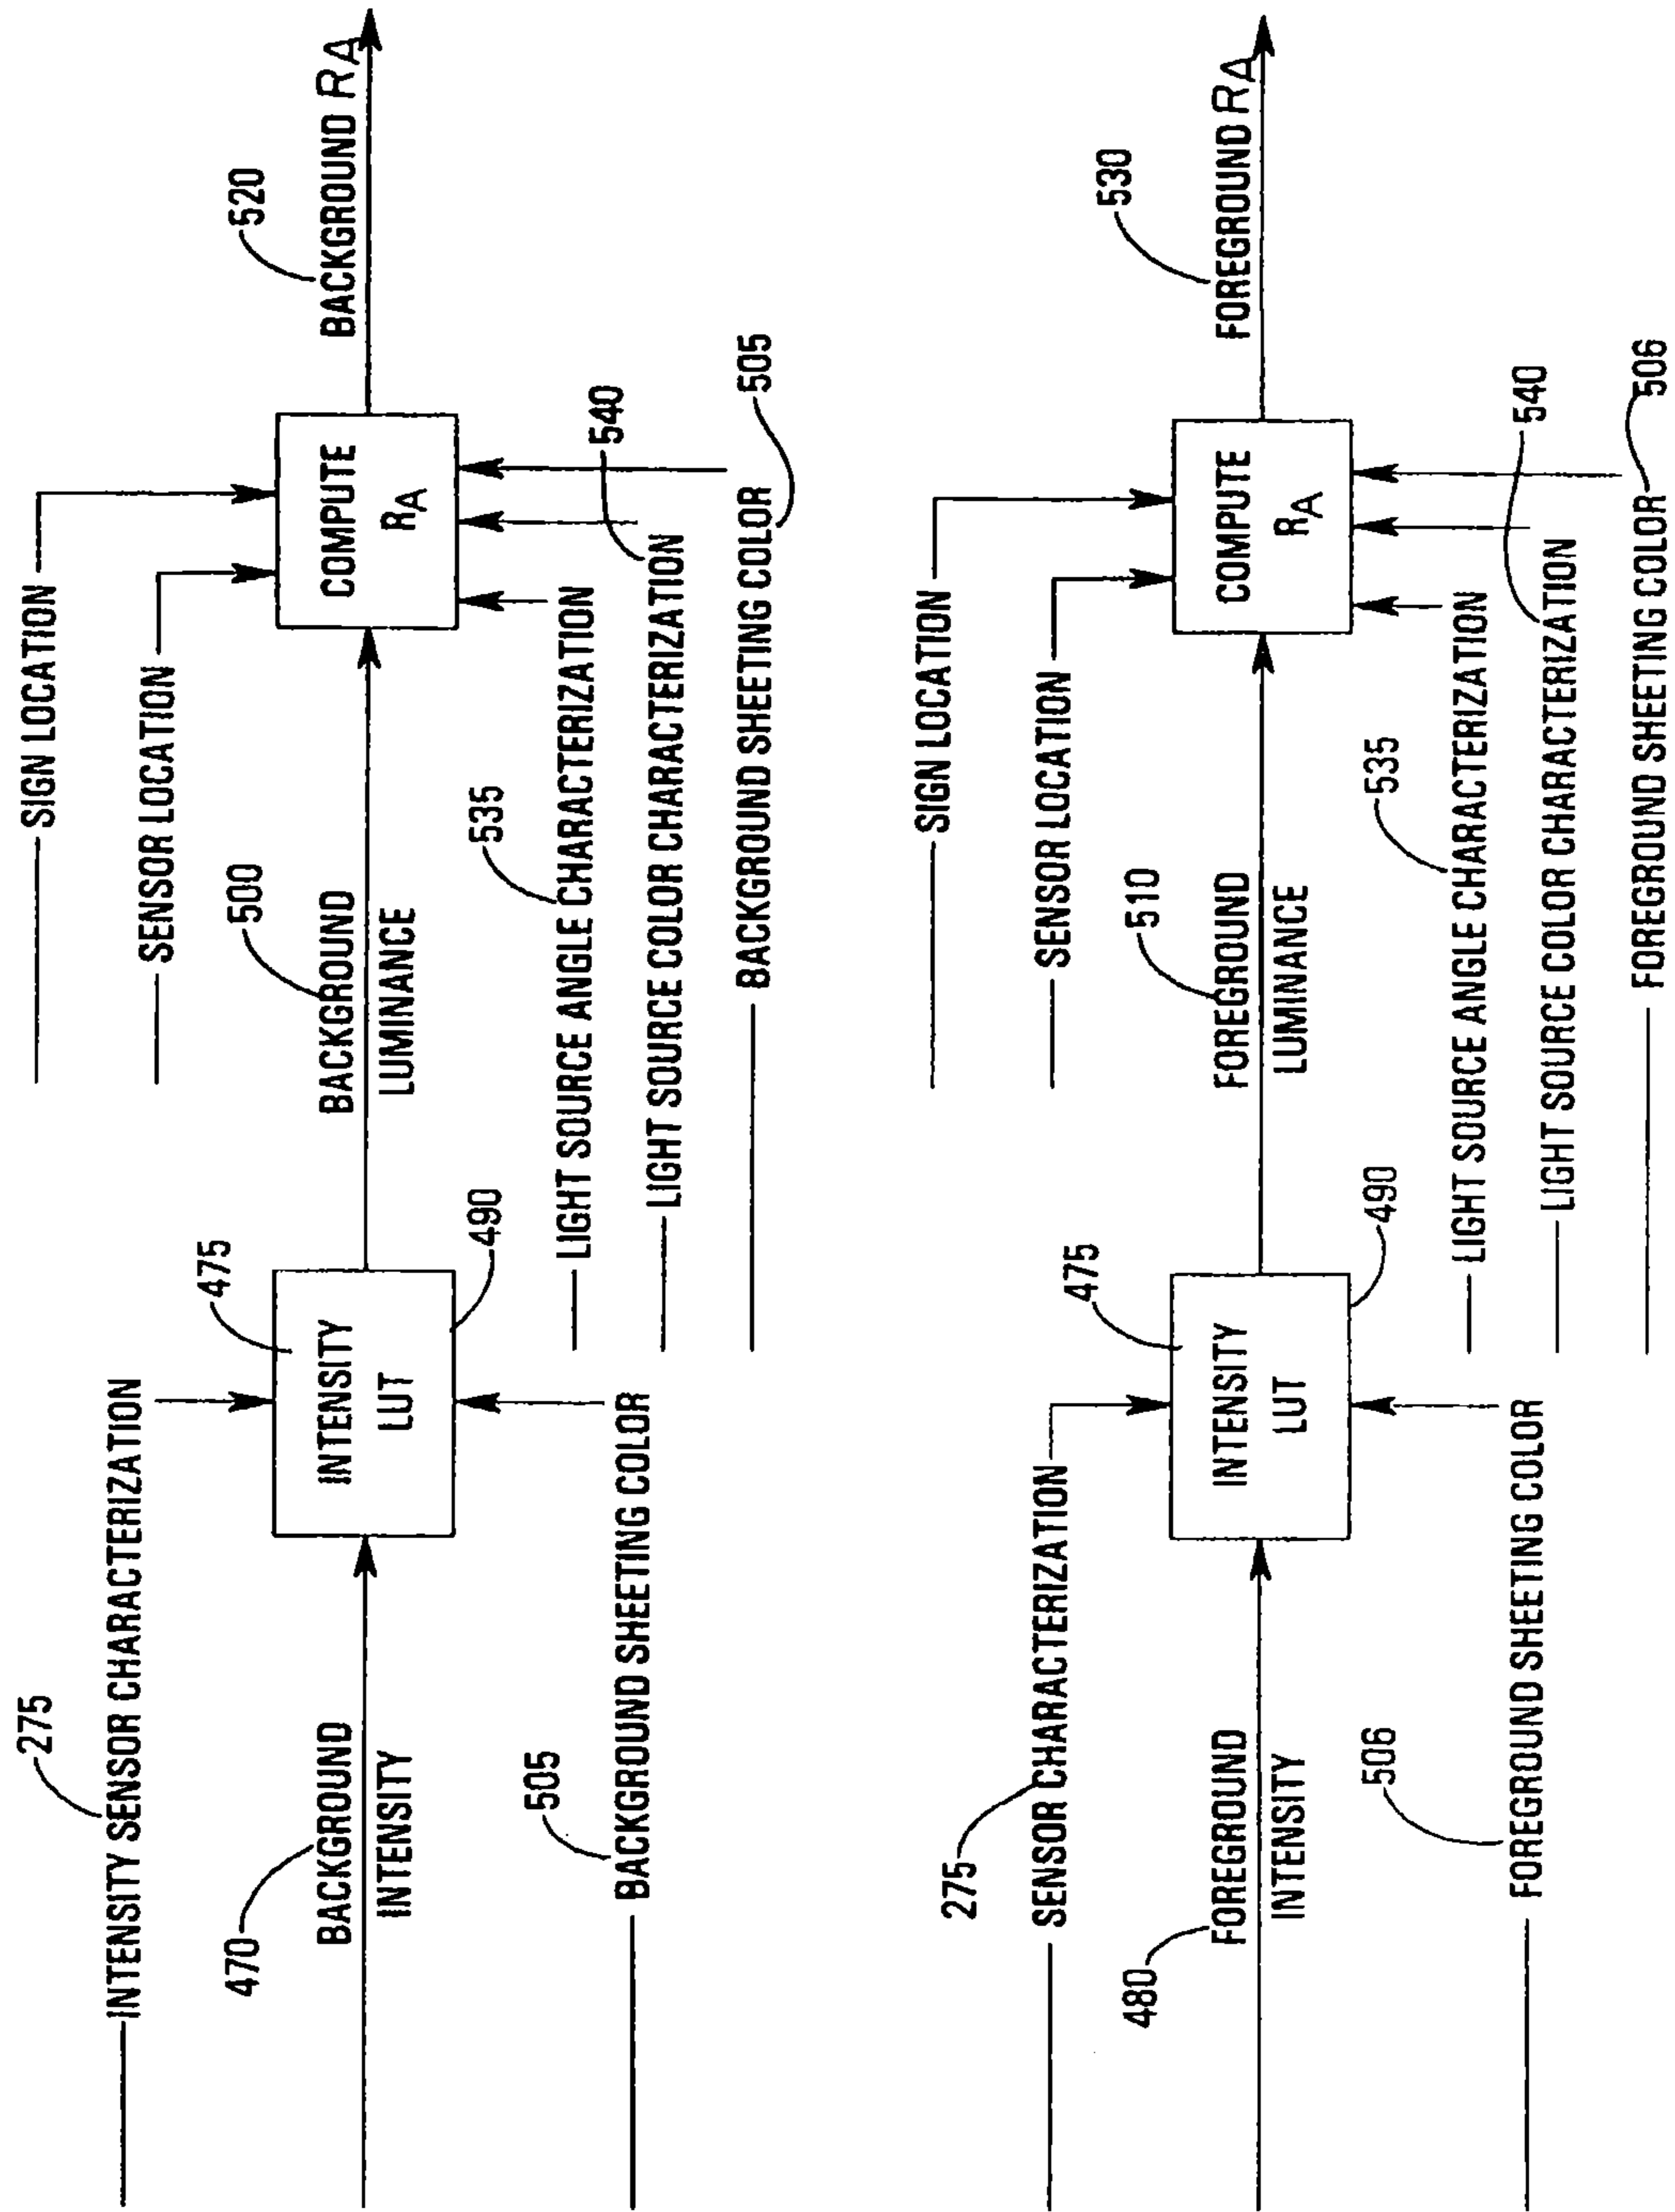 275
INTENSITY SENSOR CHARACTERIZATION
470
BACKGROUND
INTENSITY
505
BACKGROUND SHEETING COLOR
475
INTENSITY
LUT
490
SIGN LOCATION
SENSOR LOCATION
500
BACKGROUND
LUMINANCE
535
LIGHT SOURCE ANGLE CHARACTERIZATION
540
LIGHT SOURCE COLOR CHARACTERIZATION
505
BACKGROUND SHEETING COLOR
COMPUTE
RA
520
BACKGROUND RA
275
SENSOR CHARACTERIZATION
480
FOREGROUND
INTENSITY
506
FOREGROUND SHEETING COLOR
475
INTENSITY
LUT
490
SIGN LOCATION
SENSOR LOCATION
510
FOREGROUND
LUMINANCE
535
LIGHT SOURCE ANGLE CHARACTERIZATION
540
LIGHT SOURCE COLOR CHARACTERIZATION
506
FOREGROUND SHEETING COLOR
COMPUTE
RA
530
FOREGROUND RA